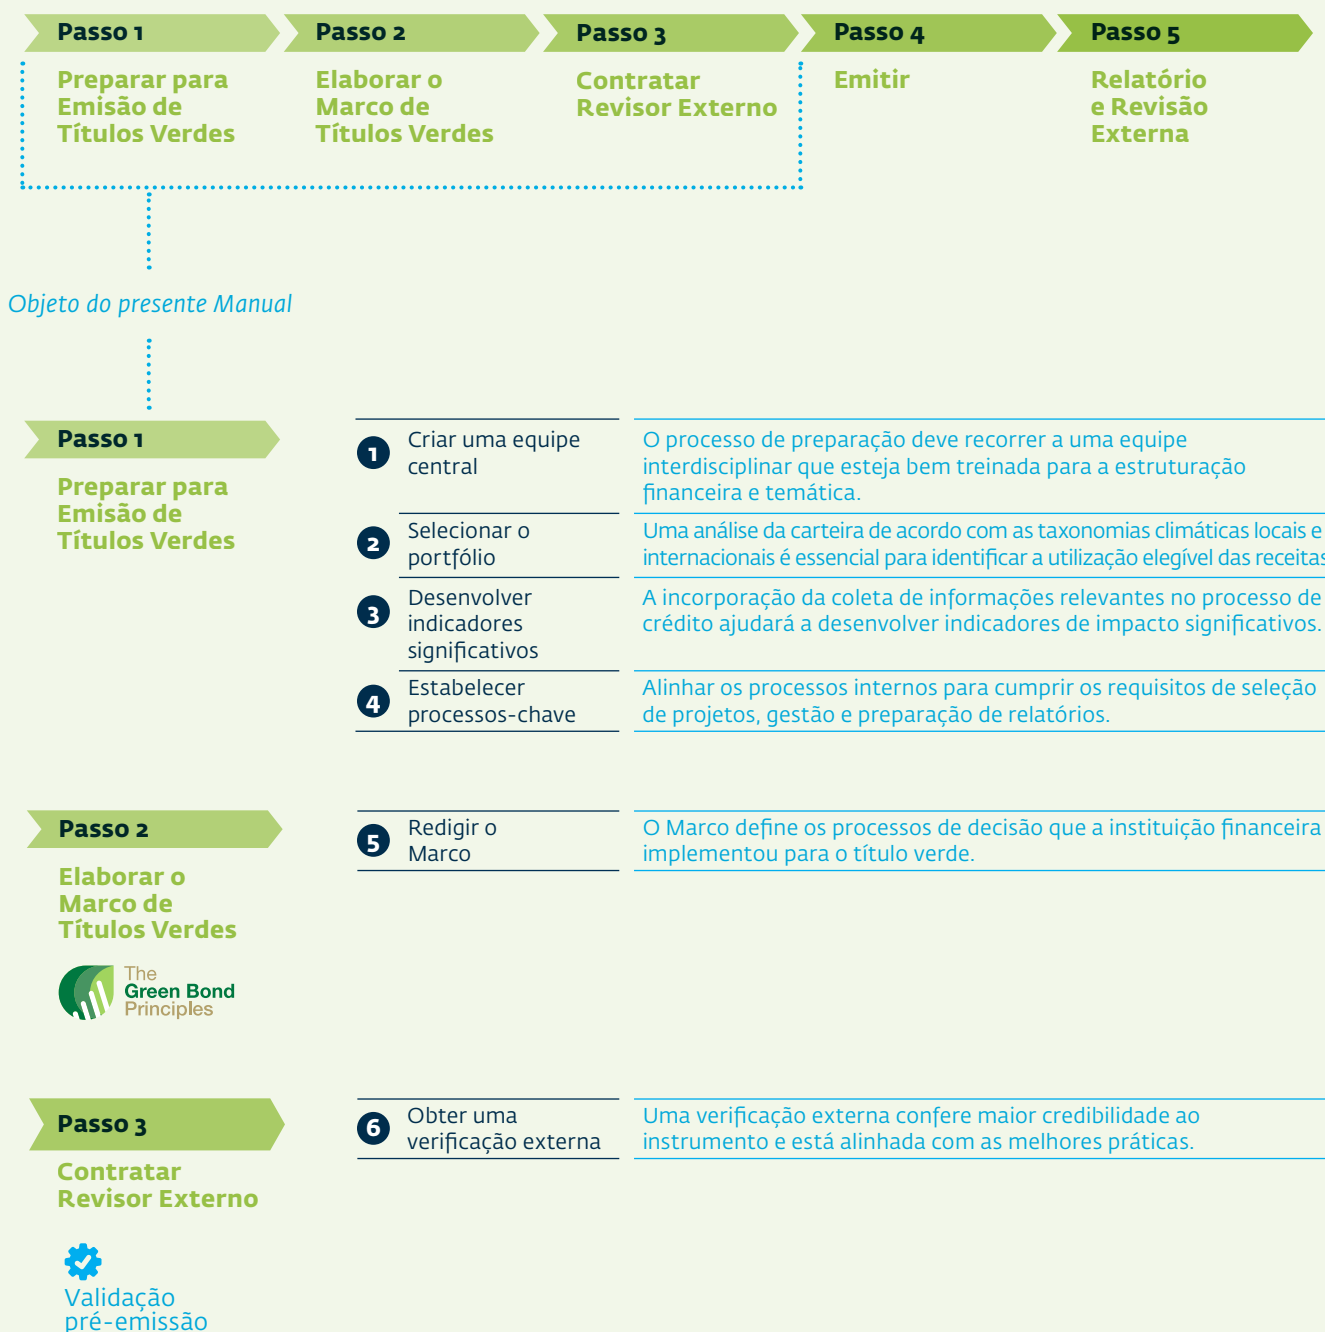 Passo 1
Passo 2
Passo 3
Passo 4
Passo 5
Preparar para
Emisão de
Títulos Verdes
Elaborar o
Marco de
Títulos Verdes
Contratar
Revisor Externo
Emitir
Relatório
e Revisão
Externa
Objeto do presente Manual
Passo 1
Preparar para
Emisão de
Títulos Verdes
1
Criar uma equipe
central
O processo de preparação deve recorrer a uma equipe
interdisciplinar que esteja bem treinada para a estruturação
financeira e temática.
2
Selecionar o
portfólio
Uma análise da carteira de acordo com as taxonomias climáticas locais e
internacionais é essencial para identificar a utilização elegível das receitas
3
Desenvolver
indicadores
significativos
A incorporação da coleta de informações relevantes no processo de
crédito ajudará a desenvolver indicadores de impacto significativos.
4
Estabelecer
processos-chave
Alinhar os processos internos para cumprir os requisitos de seleção
de projetos, gestão e preparação de relatórios.
Passo 2
Elaborar o
Marco de
Títulos Verdes
The
Green Bond
Principles
5
Redigir o
Marco
O Marco define os processos de decisão que a instituição financeira
implementou para o título verde.
Passo 3
Contratar
Revisor Externo
Validação
pré-emissão
6
Obter uma
verificação externa
Uma verificação externa confere maior credibilidade ao
instrumento e está alinhada com as melhores práticas.